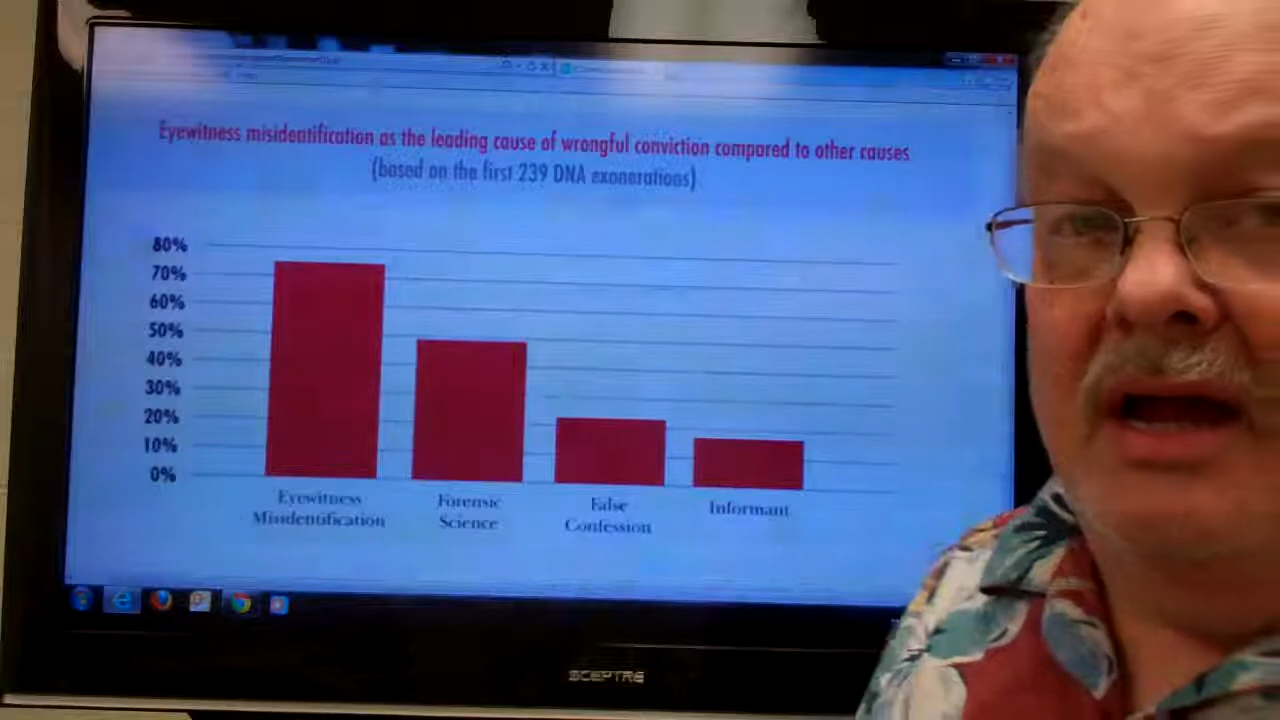 Eyewitness misidentification as the leading cause of wrongful conviction compared to other causes
(based on the first 239 DNA exonerations)
80%
70%
60%
50%
40%
30%
20%
10%
0%
Eyewitness
Misidentification
Forensic
Science
False
Confession
Informant
SCEPTRE